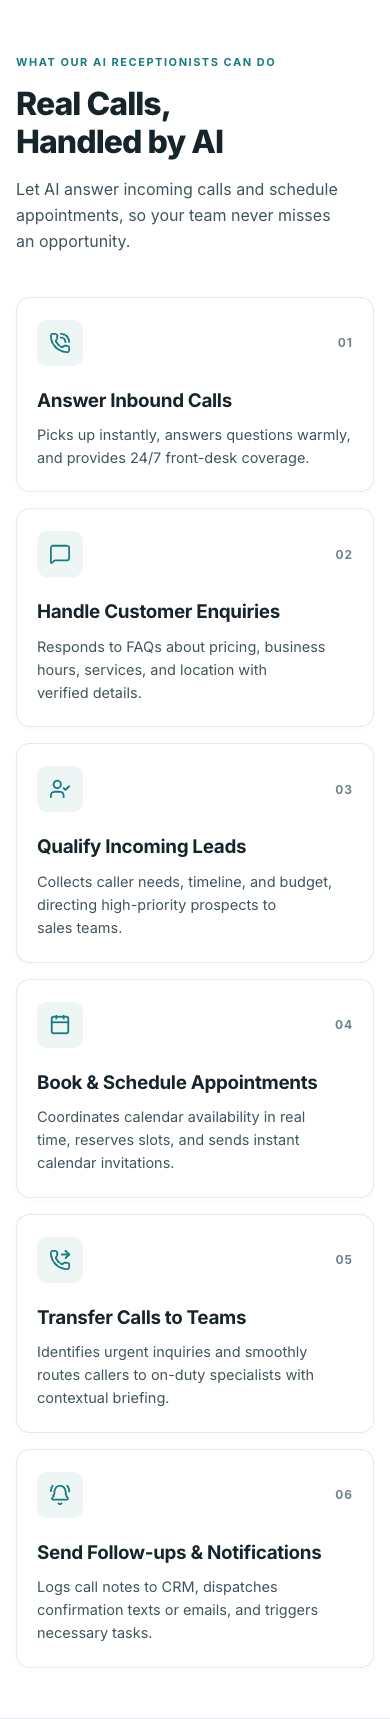 WHAT OUR AI RECEPTIONISTS CAN DO
Real Calls,
Handled by AI
Let AI answer incoming calls and schedule
appointments, so your team never misses
an opportunity.
01
Answer Inbound Calls
Picks up instantly, answers questions warmly,
and provides 24/7 front-desk coverage.
02
Handle Customer Enquiries
Responds to FAQs about pricing, business
hours, services, and location with
verified details.
03
Qualify Incoming Leads
Collects caller needs, timeline, and budget,
directing high-priority prospects to
sales teams.
04
Book & Schedule Appointments
Coordinates calendar availability in real
time, reserves slots, and sends instant
calendar invitations.
05
Transfer Calls to Teams
Identifies urgent inquiries and smoothly
routes callers to on-duty specialists with
contextual briefing.
06
Send Follow-ups & Notifications
Logs call notes to CRM, dispatches
confirmation texts or emails, and triggers
necessary tasks.